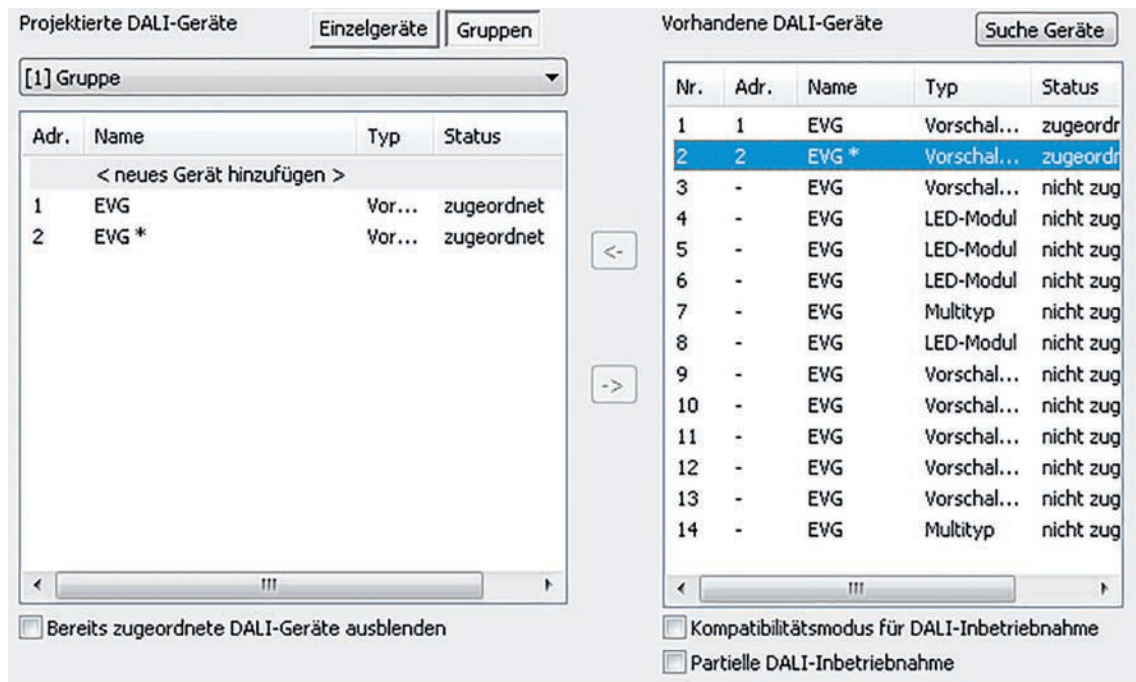 Projektierte DALI-Geräte
Einzelgeräte
Gruppen
[1] Gruppe
Adr. Name Typ Status
< neues Gerät hinzufügen >
1 EVG Vor... zugeordnet
2 EVG * Vor... zugeordnet
Bereits zugeordnete DALI-Geräte ausblenden
<-
->
Vorhandene DALI-Geräte
Suche Geräte
Nr. Adr. Name Typ Status
1 1 EVG Vorschal... zugeordr
2 2 EVG * Vorschal... zugeordr
3 - EVG Vorschal... nicht zug
4 - EVG LED-Modul nicht zug
5 - EVG LED-Modul nicht zug
6 - EVG LED-Modul nicht zug
7 - EVG Multityp nicht zug
8 - EVG LED-Modul nicht zug
9 - EVG Vorschal... nicht zug
10 - EVG Vorschal... nicht zug
11 - EVG Vorschal... nicht zug
12 - EVG Vorschal... nicht zug
13 - EVG Vorschal... nicht zug
14 - EVG Multityp nicht zug
Kompatibilitätsmodus für DALI-Inbetriebnahme
Partielle DALI-Inbetriebnahme